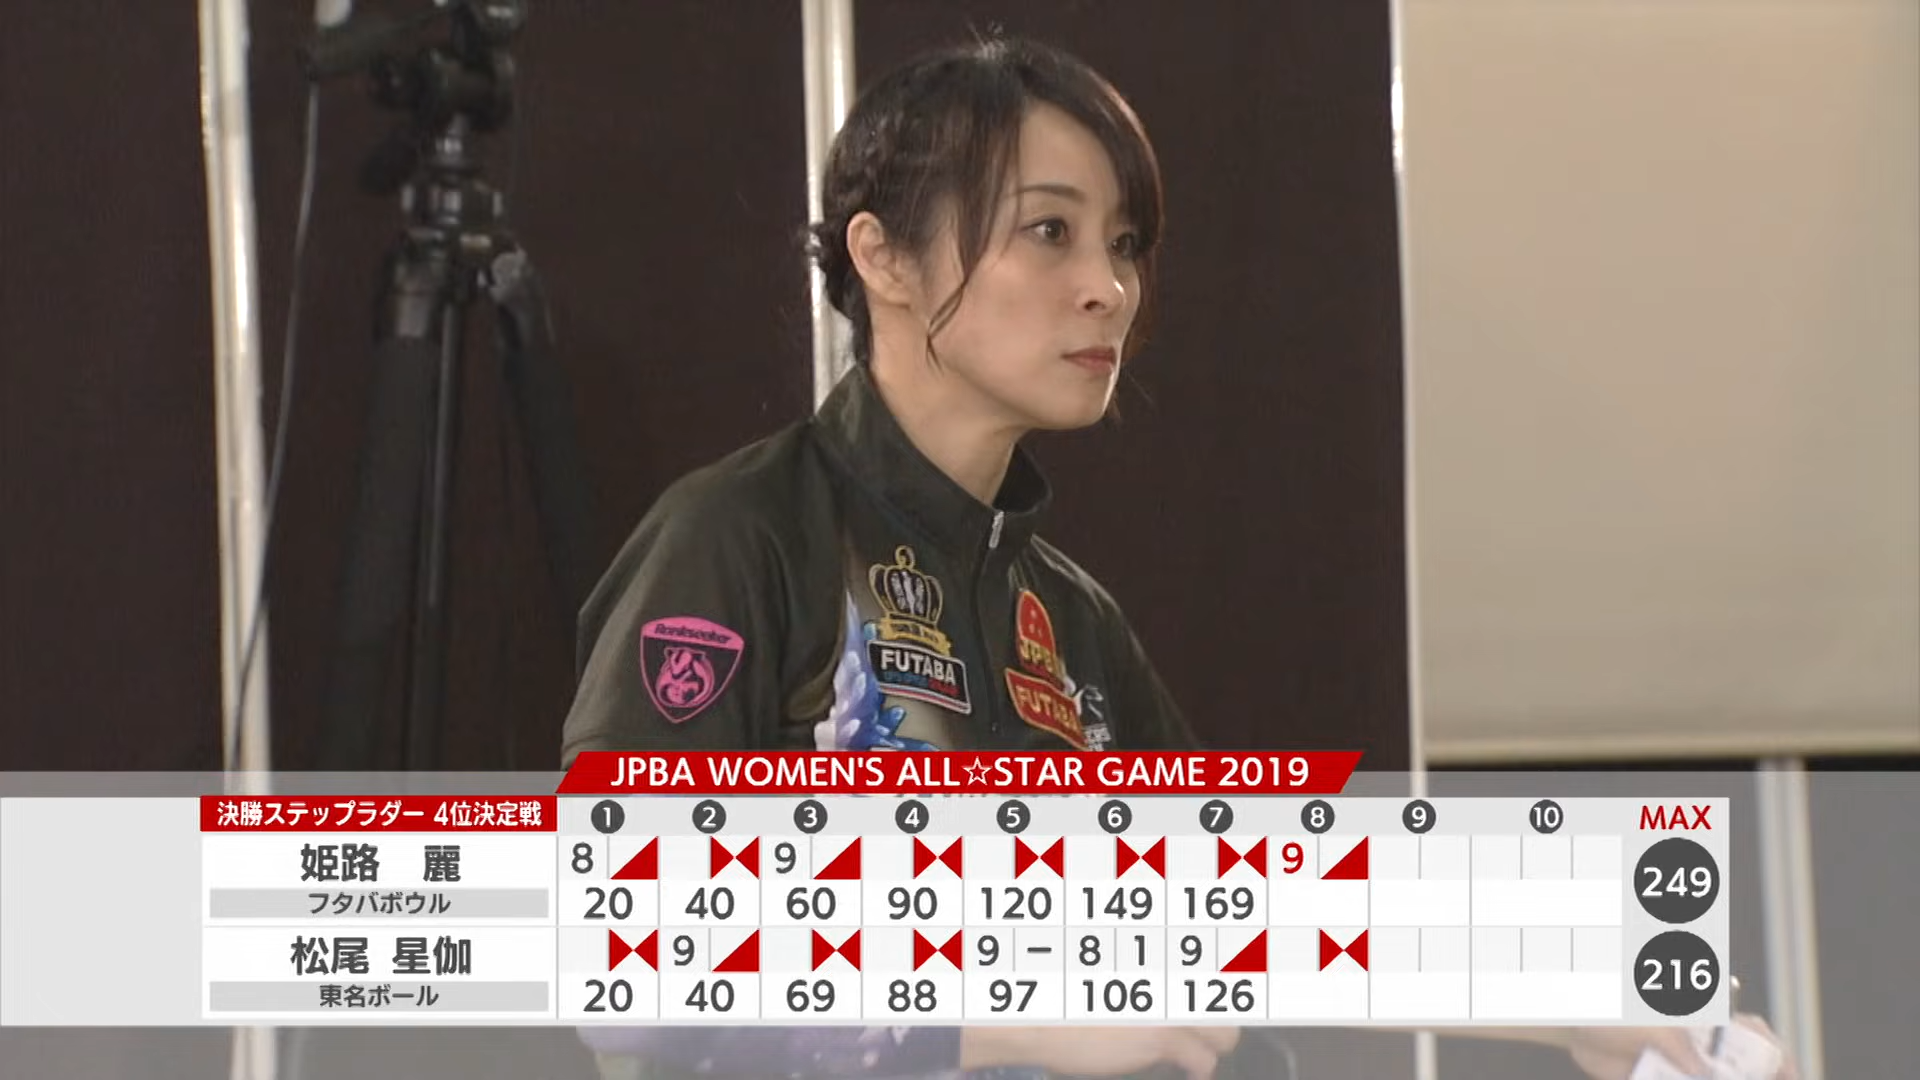 Rankseeker
FUTABA
JPBA
FUTABA
JPBA WOMEN'S ALL☆STAR GAME 2019
決勝ステップラダー 4位決定戦 1 2 3 4 5 6 7 8 9 10 MAX
姫路 麗 8 9 9 249
フタバボウル 20 40 60 90 120 149 169
松尾 星伽 9 9 - 8 1 9 216
東名ボール 20 40 69 88 97 106 126